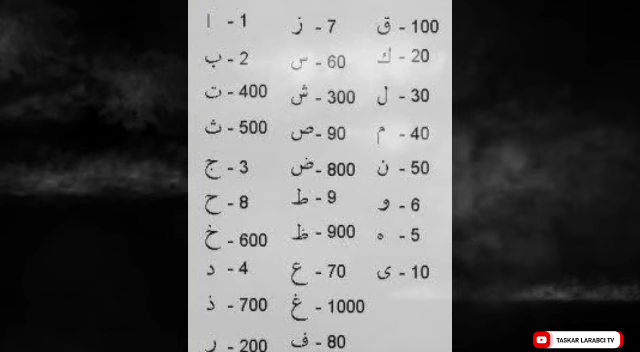 ا - 1
ب - 2
ت - 400
ث - 500
ج - 3
ح - 8
خ - 600
د - 4
ذ - 700
ر - 200
ز - 7
س - 60
ش - 300
ص - 90
ض - 800
ط - 9
ظ - 900
ع - 70
غ - 1000
ف - 80
ق - 100
ك - 20
ل - 30
م - 40
ن - 50
و - 6
ه - 5
ى - 10
TASKAR LARABCI TV